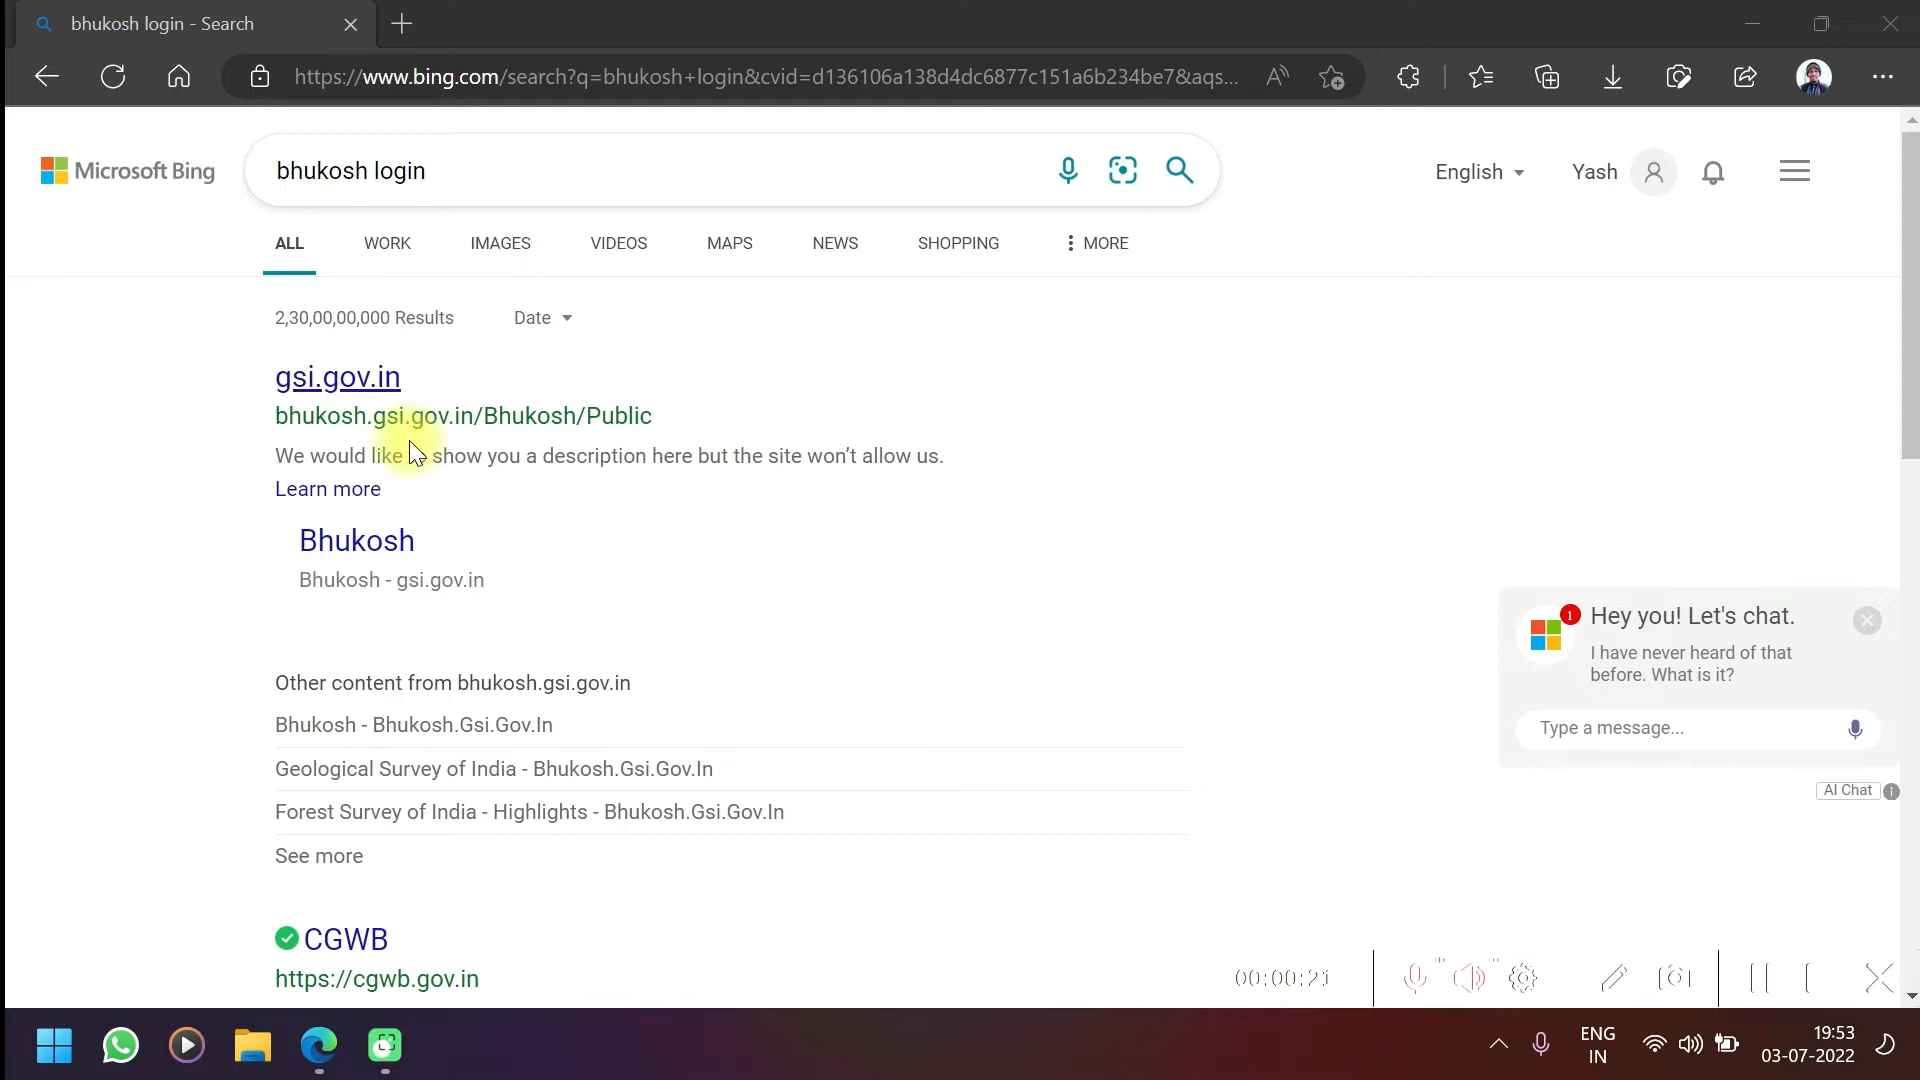 bhukosh login - Search
https://www.bing.com/search?q=bhukosh+login&cvid=d136106a138d4dc6877c151a6b234be7&aqs...
Microsoft Bing
bhukosh login
English
Yash
ALL WORK IMAGES VIDEOS MAPS NEWS SHOPPING MORE
2,30,00,00,000 Results Date
gsi.gov.in
bhukosh.gsi.gov.in/Bhukosh/Public
We would like show you a description here but the site won't allow us.
Learn more
Bhukosh
Bhukosh - gsi.gov.in
1
Hey you! Let's chat.
I have never heard of that
before. What is it?
Type a message...
AI Chat
Other content from bhukosh.gsi.gov.in
Bhukosh - Bhukosh.Gsi.Gov.In
Geological Survey of India - Bhukosh.Gsi.Gov.In
Forest Survey of India - Highlights - Bhukosh.Gsi.Gov.In
See more
CGWB
https://cgwb.gov.in
00:00:21
ENG
IN
19:53
03-07-2022